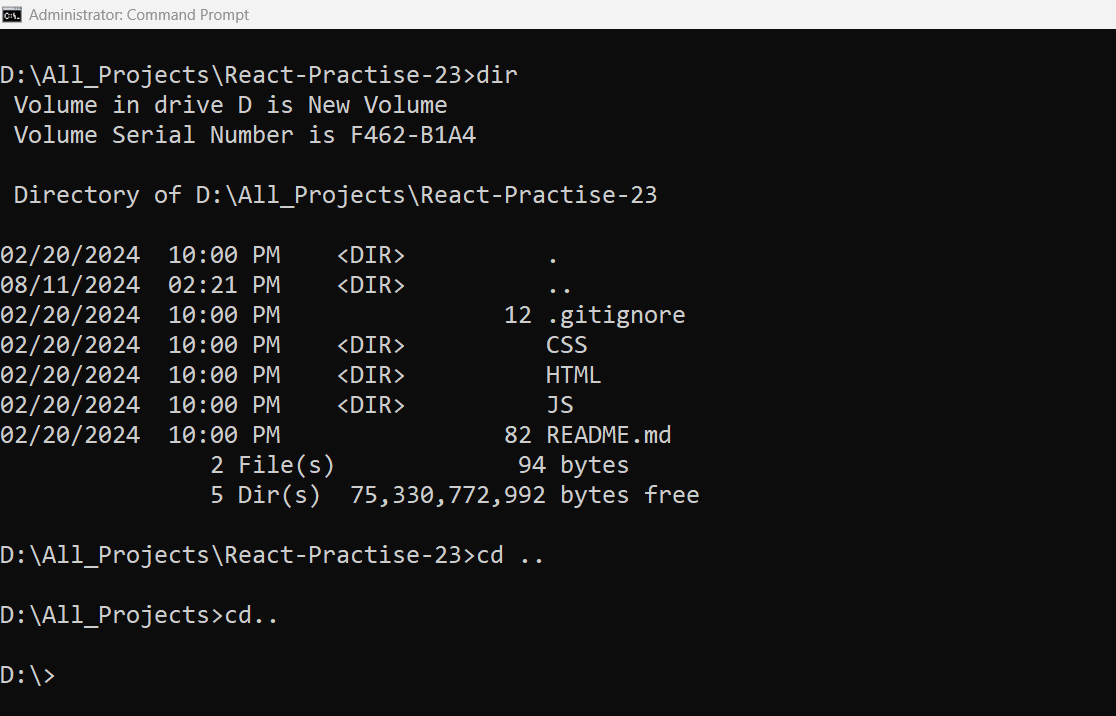 Administrator: Command Prompt
D:\All_Projects\React-Practise-23>dir
 Volume in drive D is New Volume
 Volume Serial Number is F462-B1A4
 Directory of D:\All_Projects\React-Practise-23
02/20/2024  10:00 PM    <DIR>          .
08/11/2024  02:21 PM    <DIR>          ..
02/20/2024  10:00 PM                12 .gitignore
02/20/2024  10:00 PM    <DIR>          CSS
02/20/2024  10:00 PM    <DIR>          HTML
02/20/2024  10:00 PM    <DIR>          JS
02/20/2024  10:00 PM                82 README.md
               2 File(s)             94 bytes
               5 Dir(s)  75,330,772,992 bytes free
D:\All_Projects\React-Practise-23>cd ..
D:\All_Projects>cd..
D:\>